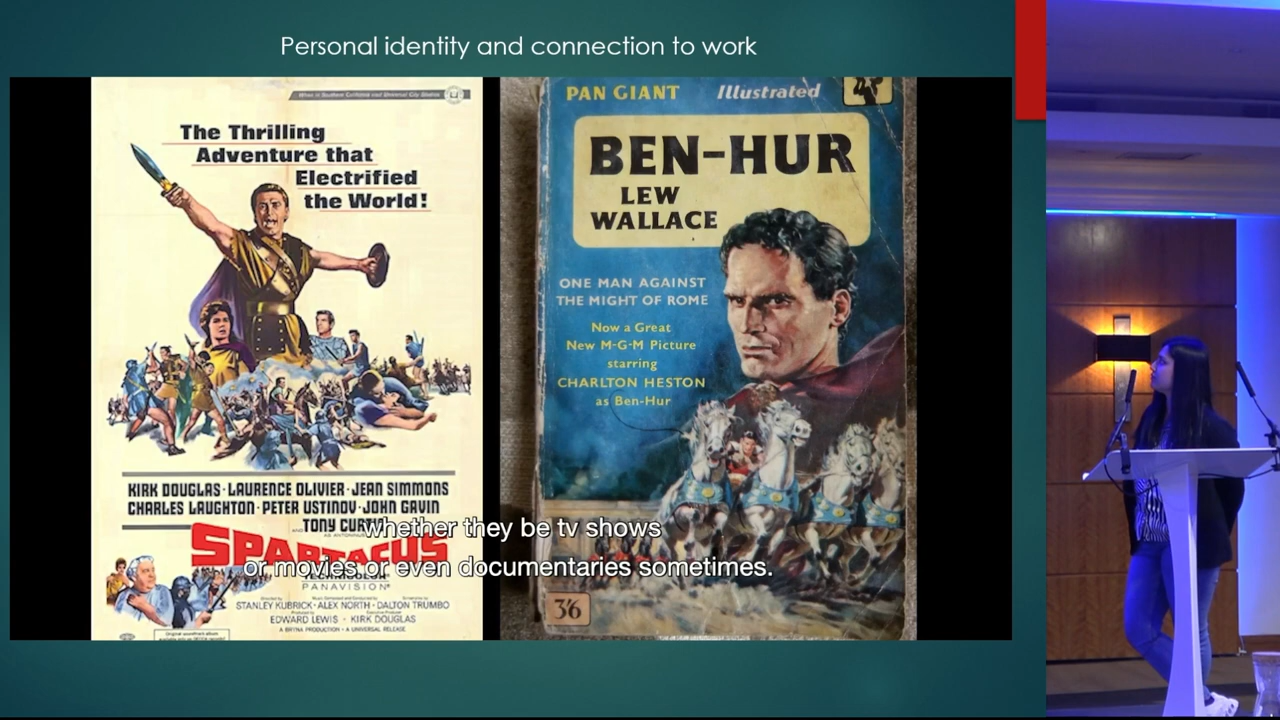 Personal identity and connection to work
The Thrilling
Adventure that
Electrified
the World!
KIRK DOUGLAS · LAURENCE OLIVIER · JEAN SIMMONS
CHARLES LAUGHTON · PETER USTINOV · JOHN GAVIN
AND TONY CURTIS
SPARTACUS
TECHNICOLOR
PANAVISION
STANLEY KUBRICK · ALEX NORTH · DALTON TRUMBO
EDWARD LEWIS · KIRK DOUGLAS
A BRYNA PRODUCTION · A UNIVERSAL RELEASE
PAN GIANT Illustrated
BEN-HUR
LEW
WALLACE
ONE MAN AGAINST
THE MIGHT OF ROME
Now a Great
New M-G-M Picture
starring
CHARLTON HESTON
as Ben-Hur
3'6
whether they be tv shows
or movies or even documentaries sometimes.